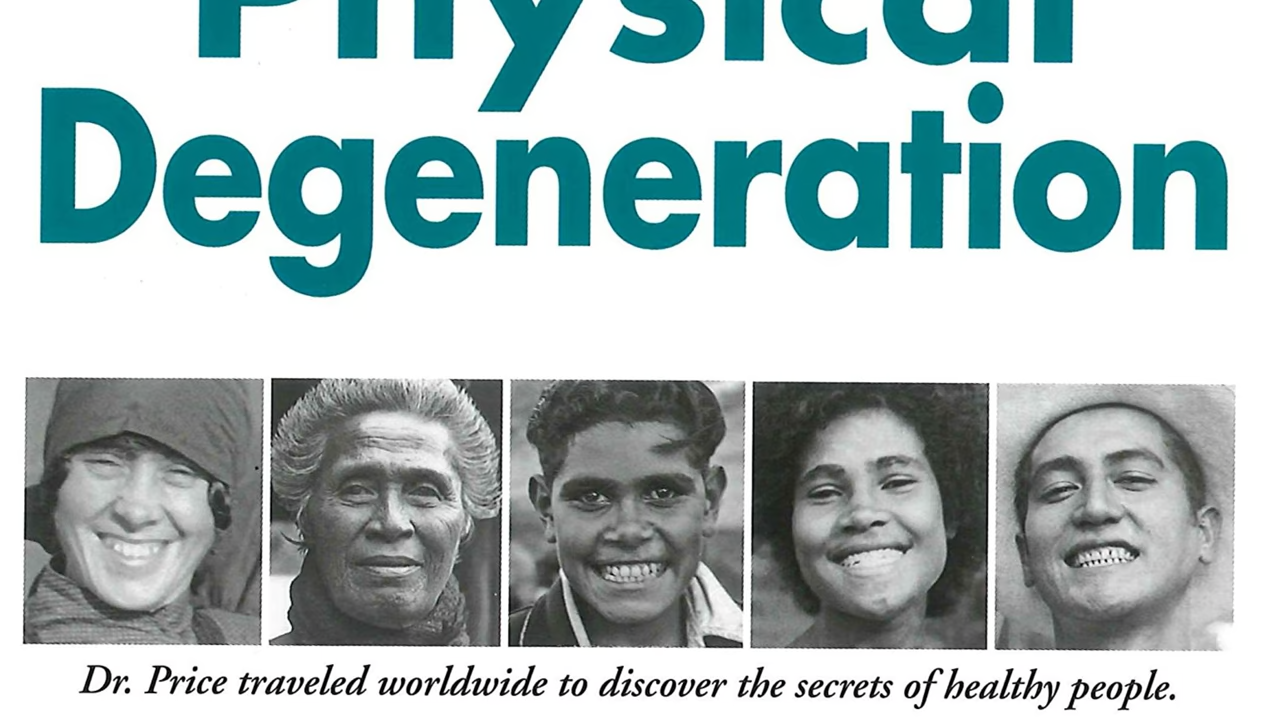 Physical
Degeneration
Dr. Price traveled worldwide to discover the secrets of healthy people.